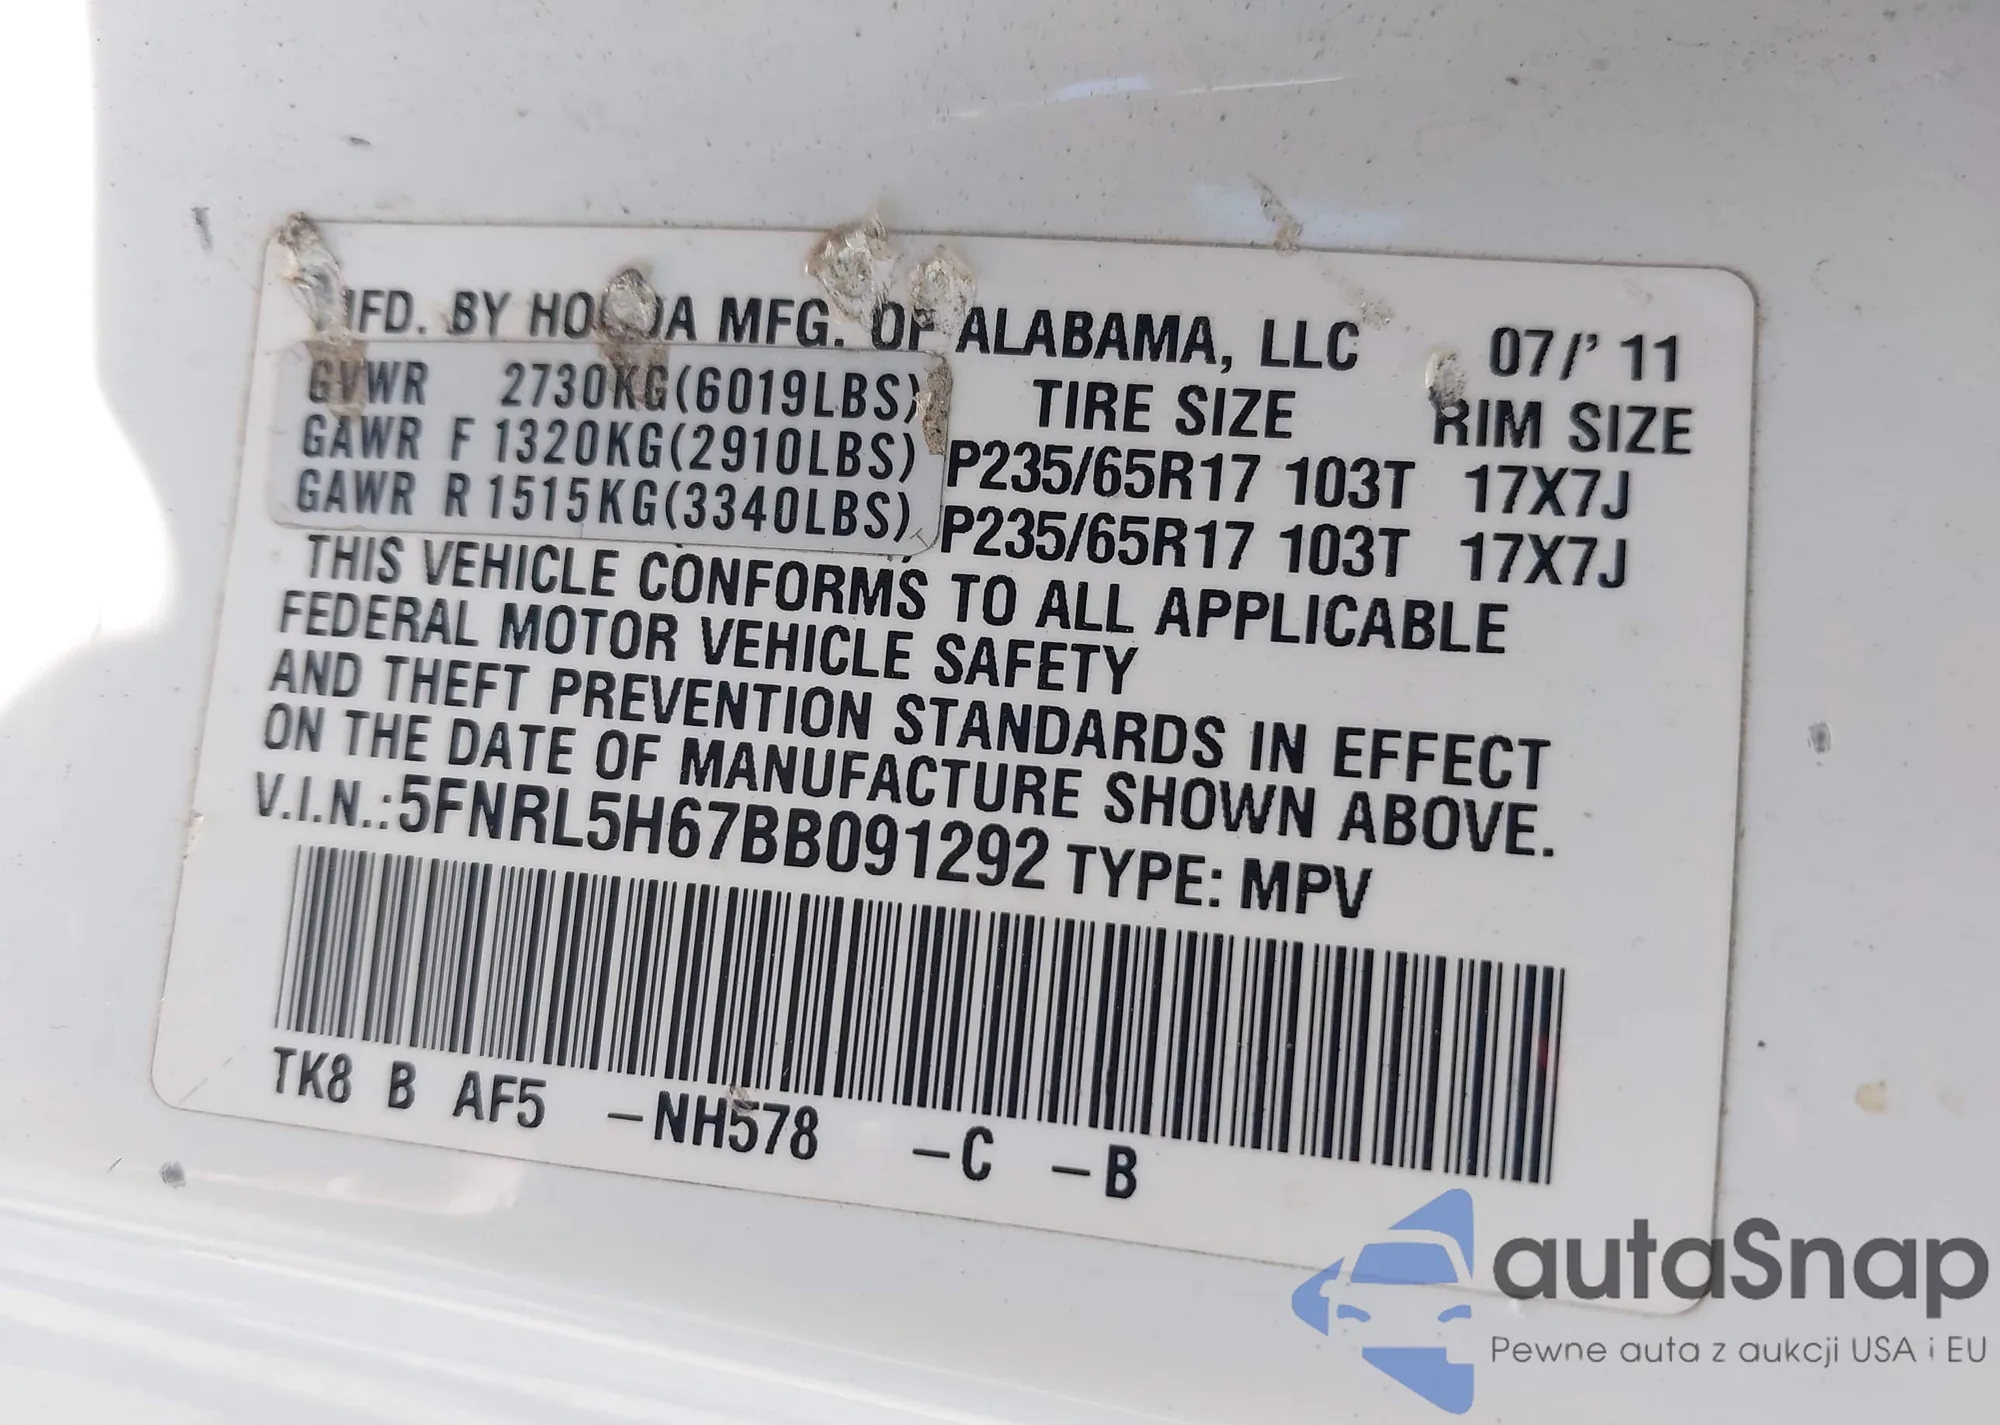 MFD. BY HONDA MFG. OF ALABAMA, LLC 07/'11
GVWR 2730KG(6019LBS) TIRE SIZE RIM SIZE
GAWR F 1320KG(2910LBS) P235/65R17 103T 17X7J
GAWR R 1515KG(3340LBS) P235/65R17 103T 17X7J
THIS VEHICLE CONFORMS TO ALL APPLICABLE
FEDERAL MOTOR VEHICLE SAFETY
AND THEFT PREVENTION STANDARDS IN EFFECT
ON THE DATE OF MANUFACTURE SHOWN ABOVE.
V.I.N.:5FNRL5H67BB091292 TYPE: MPV
TK8 B AF5 –NH578 –C –B
autaSnap
Pewne auta z aukcji USA i EU